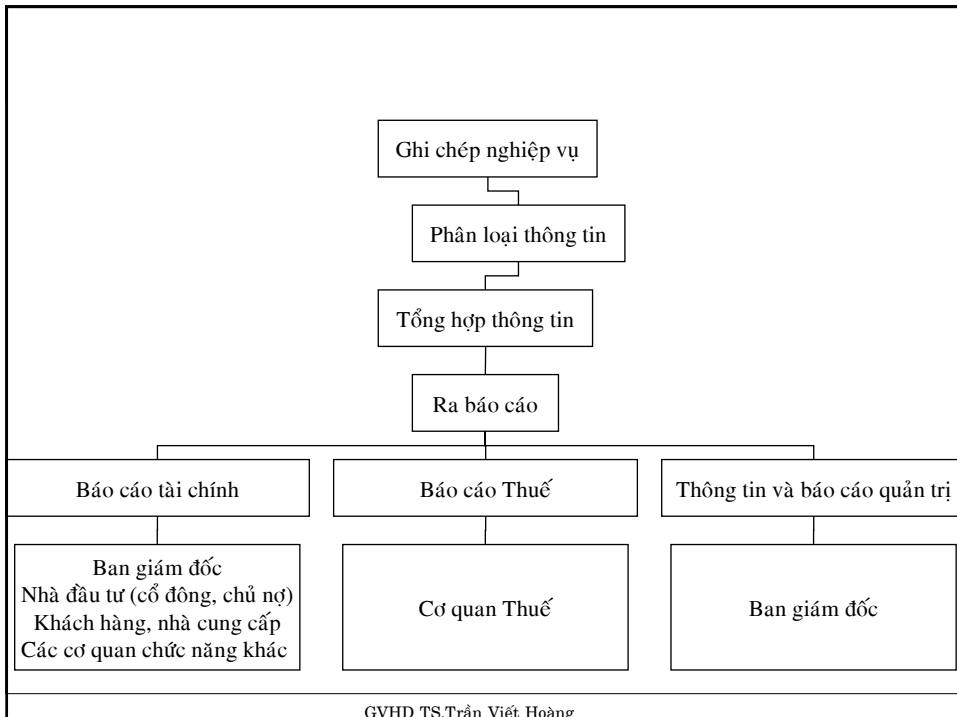 Ghi chép nghiệp vụ
Phân loại thông tin
Tổng hợp thông tin
Ra báo cáo
Báo cáo tài chính
Báo cáo Thuế
Thông tin và báo cáo quản trị
Ban giám đốc
Nhà đầu tư (cổ đông, chủ nợ)
Khách hàng, nhà cung cấp
Các cơ quan chức năng khác
Cơ quan Thuế
Ban giám đốc
GVHD TS.Trần Viết Hoàng